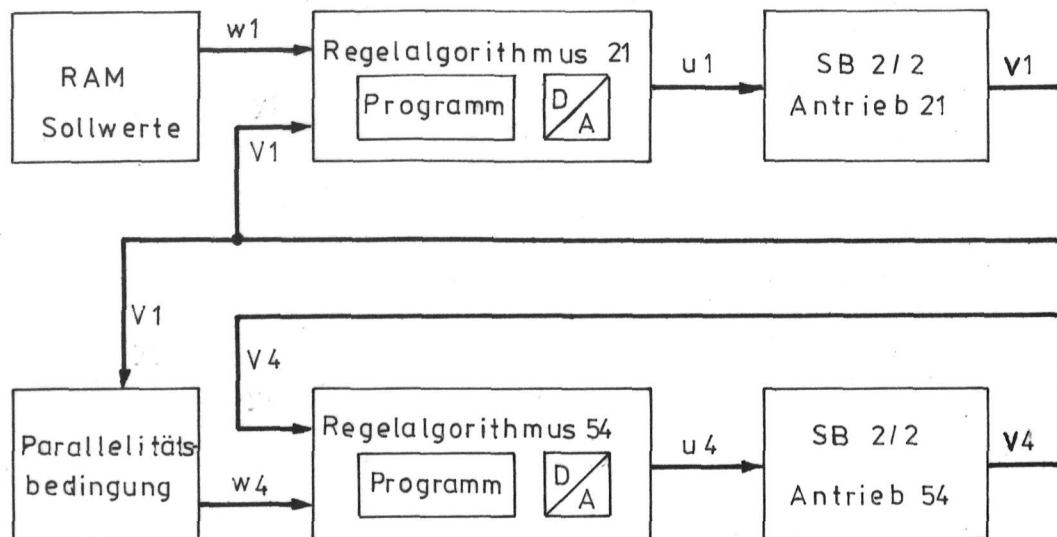 RAM
Sollwerte
w1
V1
Regelalgorithmus 21
Programm
D/A
u1
SB 2/2
Antrieb 21
V1
V1
V4
Parallelitäts-
bedingung
w4
Regelalgorithmus 54
Programm
D/A
u4
SB 2/2
Antrieb 54
V4